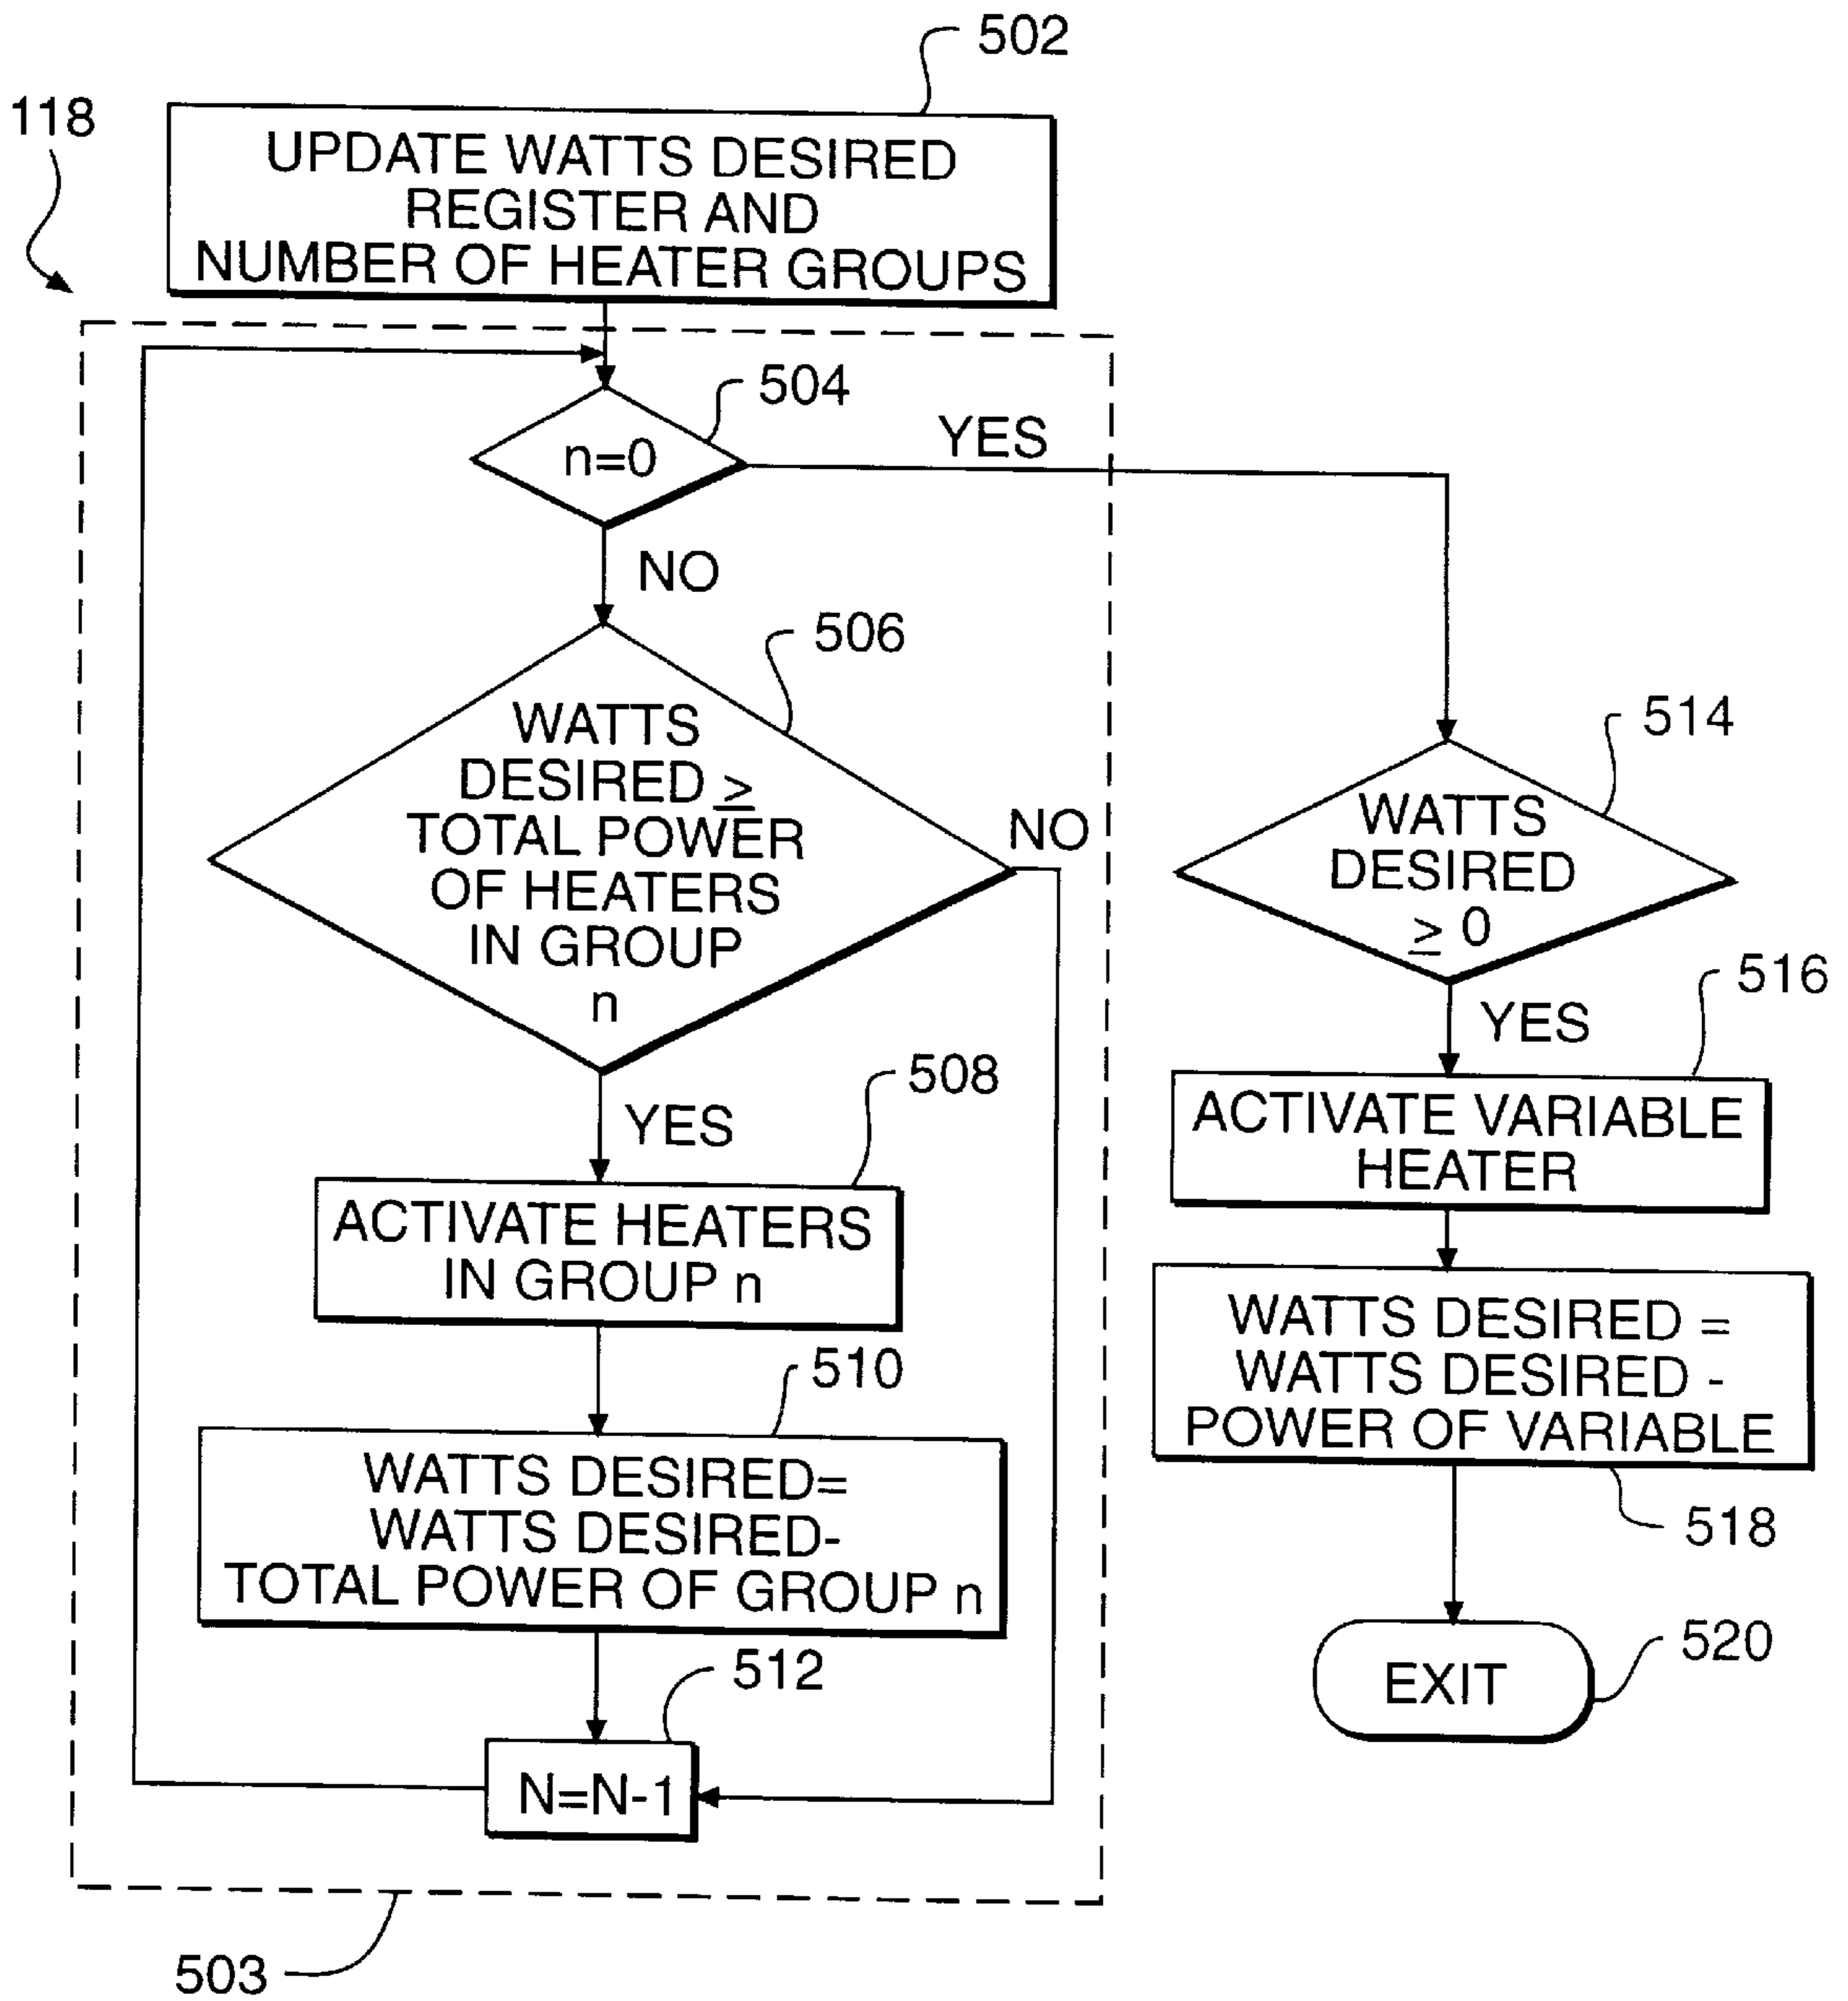 502
118
UPDATE WATTS DESIRED
REGISTER AND
NUMBER OF HEATER GROUPS
504
n=0
YES
NO
506
WATTS
DESIRED ≥
TOTAL POWER
OF HEATERS
IN GROUP
n
NO
514
WATTS
DESIRED
≥ 0
YES
516
ACTIVATE VARIABLE
HEATER
508
YES
ACTIVATE HEATERS
IN GROUP n
WATTS DESIRED =
WATTS DESIRED -
POWER OF VARIABLE
518
510
WATTS DESIRED=
WATTS DESIRED-
TOTAL POWER OF GROUP n
512
N=N-1
EXIT
520
503